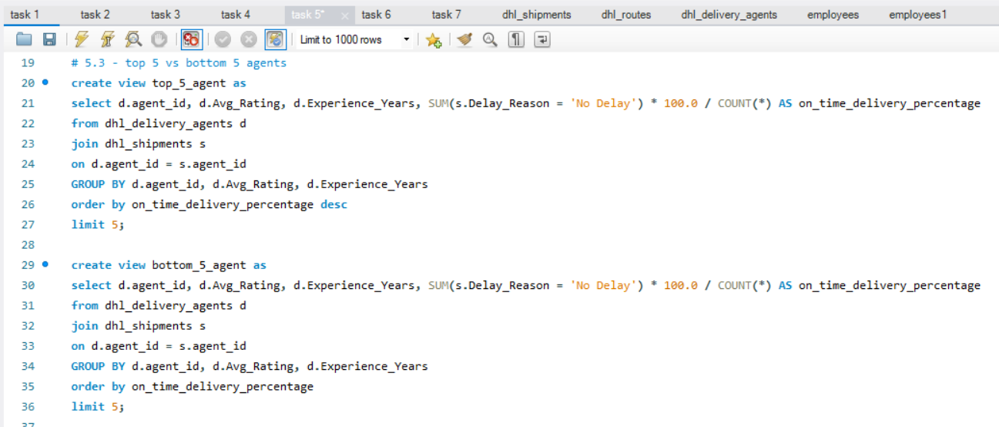 task 1 task 2 task 3 task 4 task 5* task 6 task 7 dhl_shipments dhl_routes dhl_delivery_agents employees employees1
Limit to 1000 rows
19 # 5.3 - top 5 vs bottom 5 agents
20 create view top_5_agent as
21 select d.agent_id, d.Avg_Rating, d.Experience_Years, SUM(s.Delay_Reason = 'No Delay') * 100.0 / COUNT(*) AS on_time_delivery_percentage
22 from dhl_delivery_agents d
23 join dhl_shipments s
24 on d.agent_id = s.agent_id
25 GROUP BY d.agent_id, d.Avg_Rating, d.Experience_Years
26 order by on_time_delivery_percentage desc
27 limit 5;
28
29 create view bottom_5_agent as
30 select d.agent_id, d.Avg_Rating, d.Experience_Years, SUM(s.Delay_Reason = 'No Delay') * 100.0 / COUNT(*) AS on_time_delivery_percentage
31 from dhl_delivery_agents d
32 join dhl_shipments s
33 on d.agent_id = s.agent_id
34 GROUP BY d.agent_id, d.Avg_Rating, d.Experience_Years
35 order by on_time_delivery_percentage
36 limit 5;
37